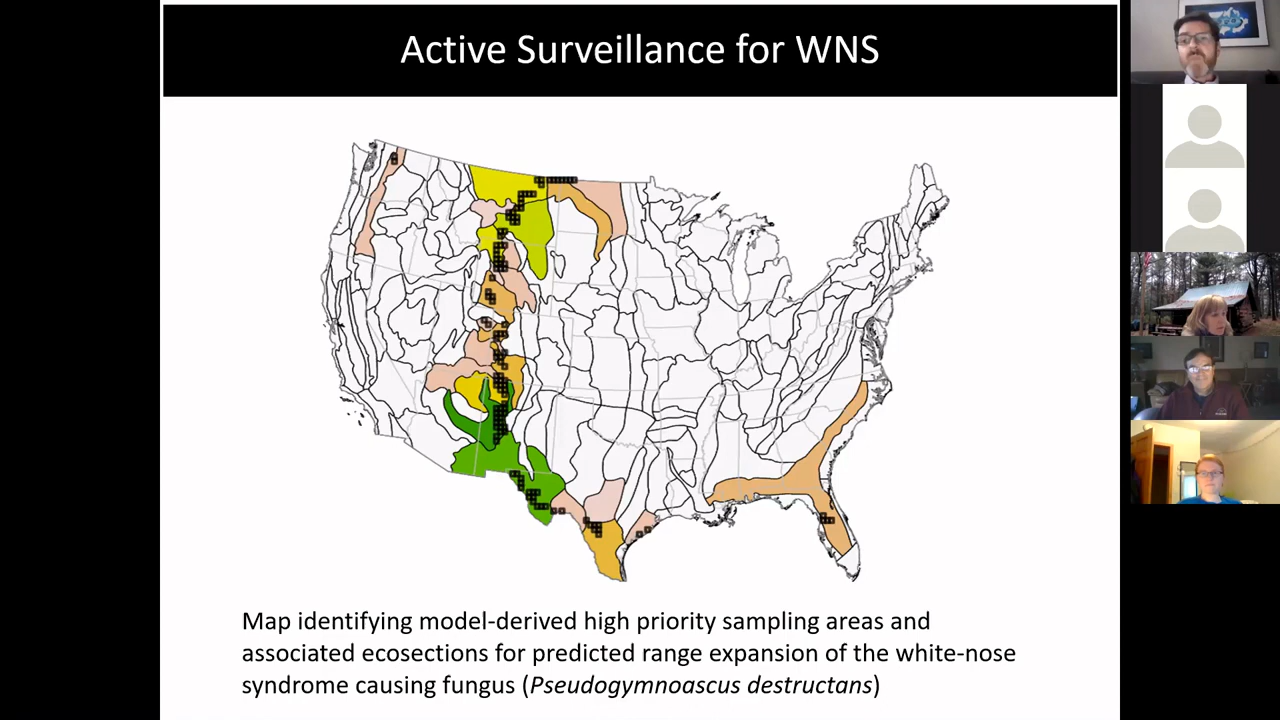 Active Surveillance for WNS
Map identifying model-derived high priority sampling areas and
associated ecosections for predicted range expansion of the white-nose
syndrome causing fungus (Pseudogymnoascus destructans)